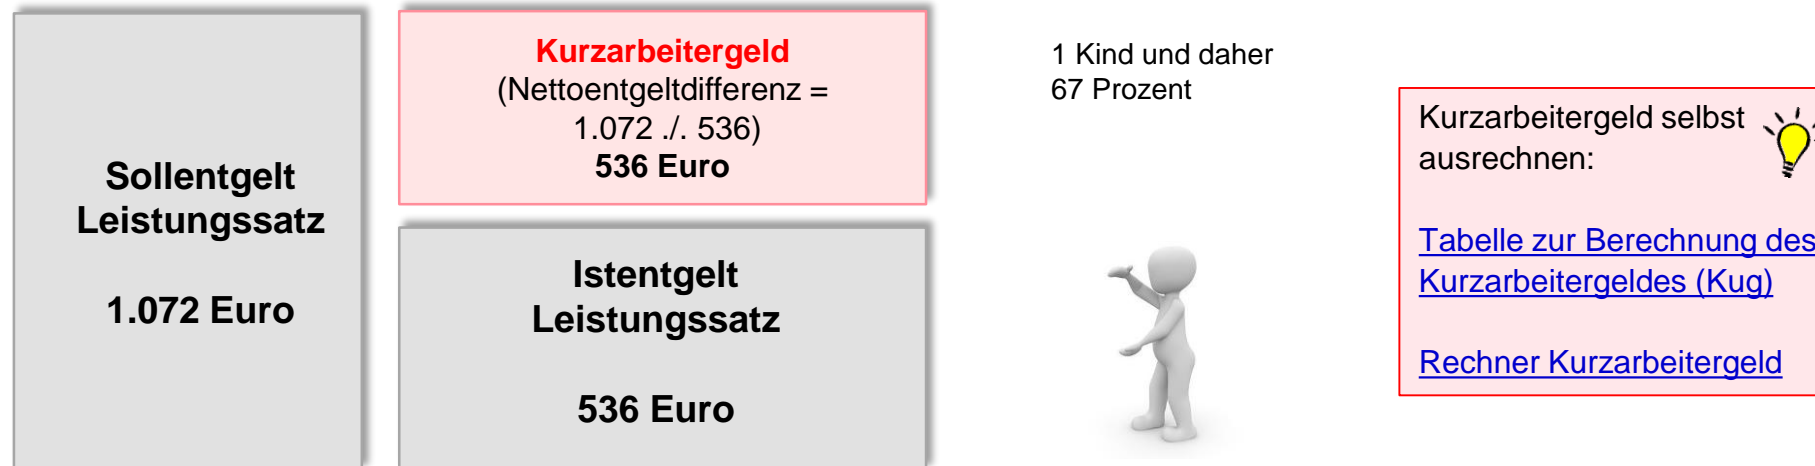 Sollentgelt
Leistungssatz
1.072 Euro
Kurzarbeitergeld
(Nettoentgeltdifferenz =
1.072 ./. 536)
536 Euro
Istentgelt
Leistungssatz
536 Euro
1 Kind und daher
67 Prozent
Kurzarbeitergeld selbst
ausrechnen:
Tabelle zur Berechnung des
Kurzarbeitergeldes (Kug)
Rechner Kurzarbeitergeld